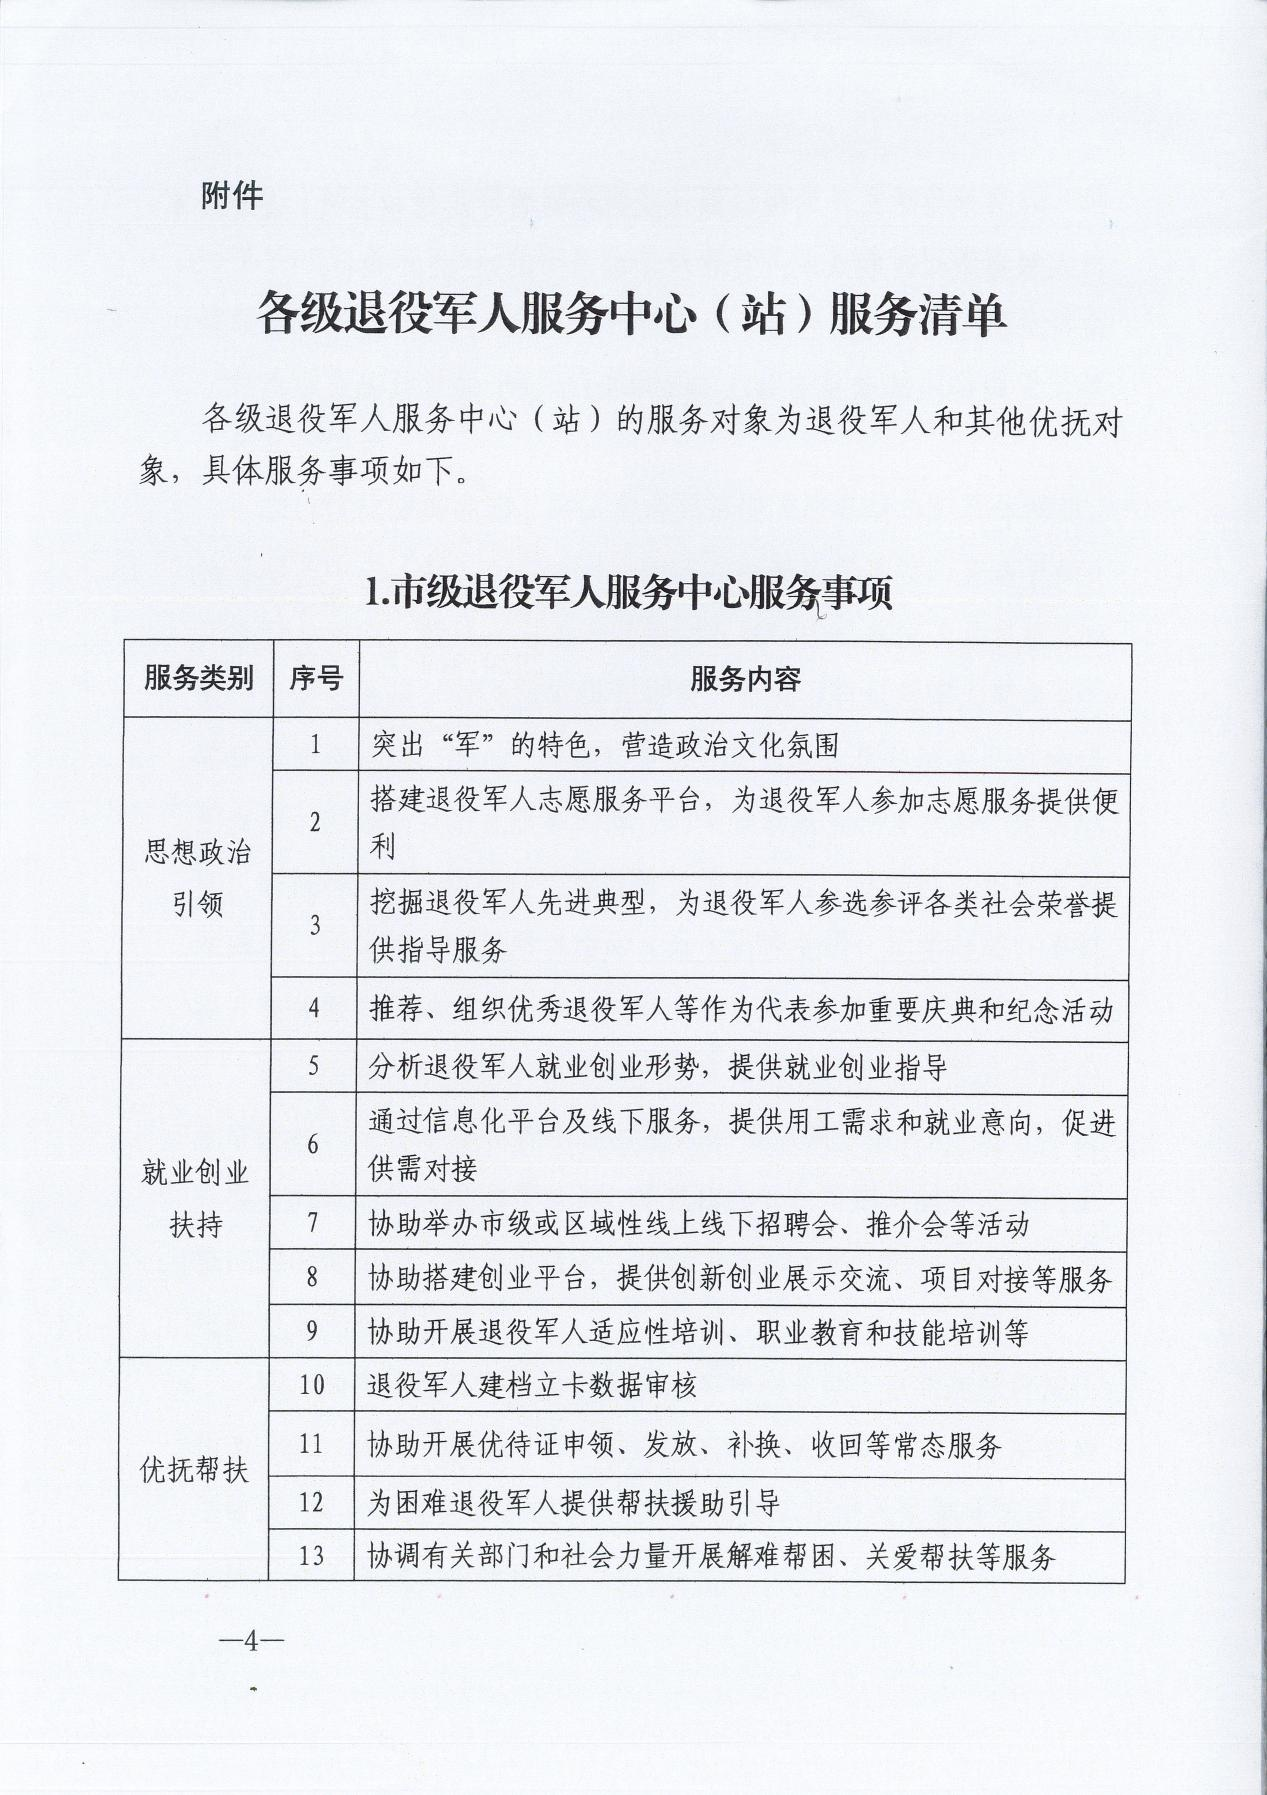 附件
各级退役军人服务中心（站）服务清单
各级退役军人服务中心（站）的服务对象为退役军人和其他优抚对
象，具体服务事项如下。
1.市级退役军人服务中心服务事项
服务类别 序号 服务内容
思想政治
引领
1 突出“军”的特色，营造政治文化氛围
2 搭建退役军人志愿服务平台，为退役军人参加志愿服务提供便
利
3 挖掘退役军人先进典型，为退役军人参选参评各类社会荣誉提
供指导服务
4 推荐、组织优秀退役军人等作为代表参加重要庆典和纪念活动
就业创业
扶持
5 分析退役军人就业创业形势，提供就业创业指导
6 通过信息化平台及线下服务，提供用工需求和就业意向，促进
供需对接
7 协助举办市级或区域性线上线下招聘会、推介会等活动
8 协助搭建创业平台，提供创新创业展示交流、项目对接等服务
9 协助开展退役军人适应性培训、职业教育和技能培训等
优抚帮扶
10 退役军人建档立卡数据审核
11 协助开展优待证申领、发放、补换、收回等常态服务
12 为困难退役军人提供帮扶援助引导
13 协调有关部门和社会力量开展解难帮困、关爱帮扶等服务
—4—